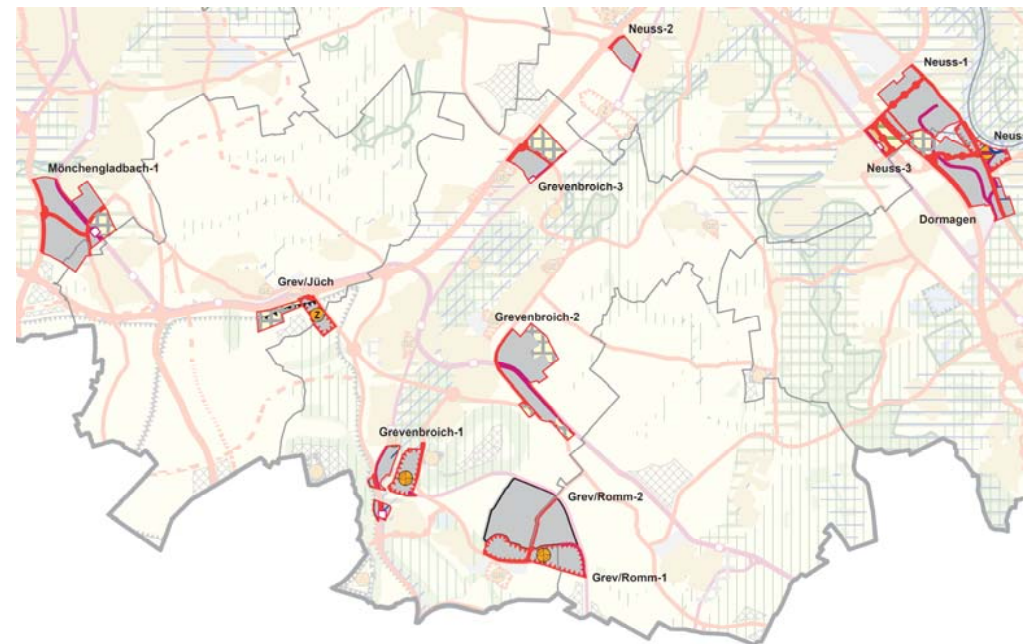 Neuss-2
Neuss-1
Neuss
Mönchengladbach-1
Neuss-3
Grevenbroich-3
Dormagen
Grev/Jüch
Z
Grevenbroich-2
Grevenbroich-1
Grev/Romm-2
Grev/Romm-1